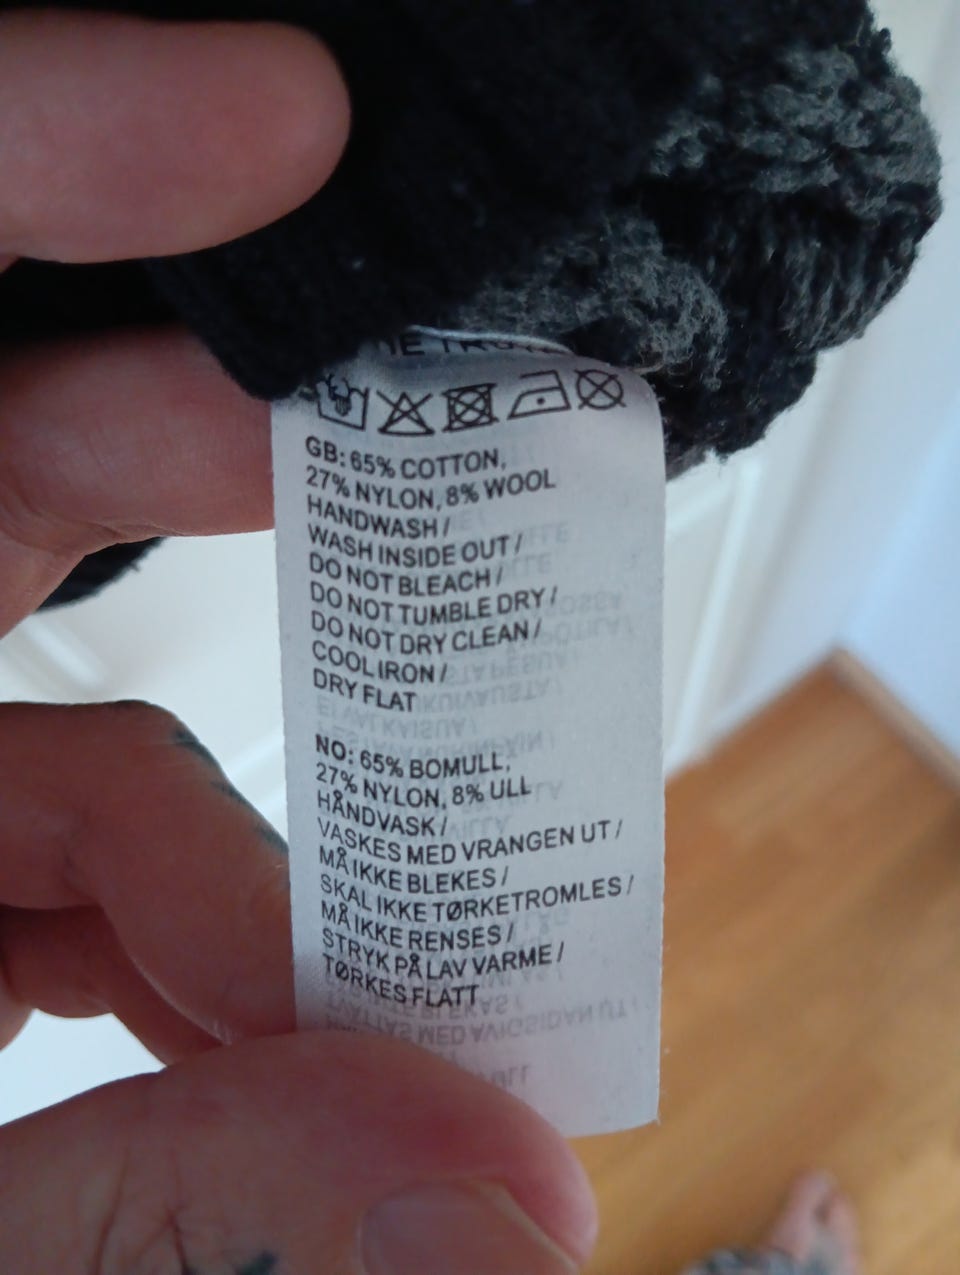 GB: 65% COTTON,
27% NYLON, 8% WOOL
HANDWASH /
WASH INSIDE OUT /
DO NOT BLEACH /
DO NOT TUMBLE DRY /
DO NOT DRY CLEAN /
COOL IRON /
DRY FLAT
NO: 65% BOMULL,
27% NYLON, 8% ULL
HÅNDVASK /
VASKES MED VRANGEN UT /
MÅ IKKE BLEKES /
SKAL IKKE TØRKETROMLES /
MÅ IKKE RENSES /
STRYK PÅ LAV VARME /
TØRKES FLATT